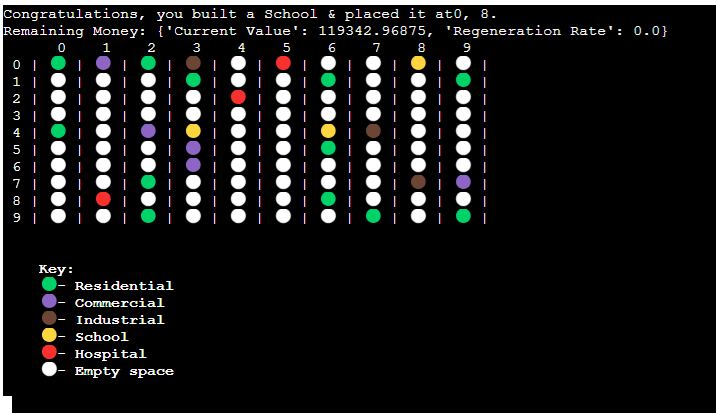 Congratulations, you built a School & placed it at0, 8.
Remaining Money: {'Current Value': 119342.96875, 'Regeneration Rate': 0.0}
0 1 2 3 4 5 6 7 8 9
0 | | | | | | | | | | |
1 | | | | | | | | | | |
2 | | | | | | | | | | |
3 | | | | | | | | | | |
4 | | | | | | | | | | |
5 | | | | | | | | | | |
6 | | | | | | | | | | |
7 | | | | | | | | | | |
8 | | | | | | | | | | |
9 | | | | | | | | | | |
Key:
- Residential
- Commercial
- Industrial
- School
- Hospital
- Empty space